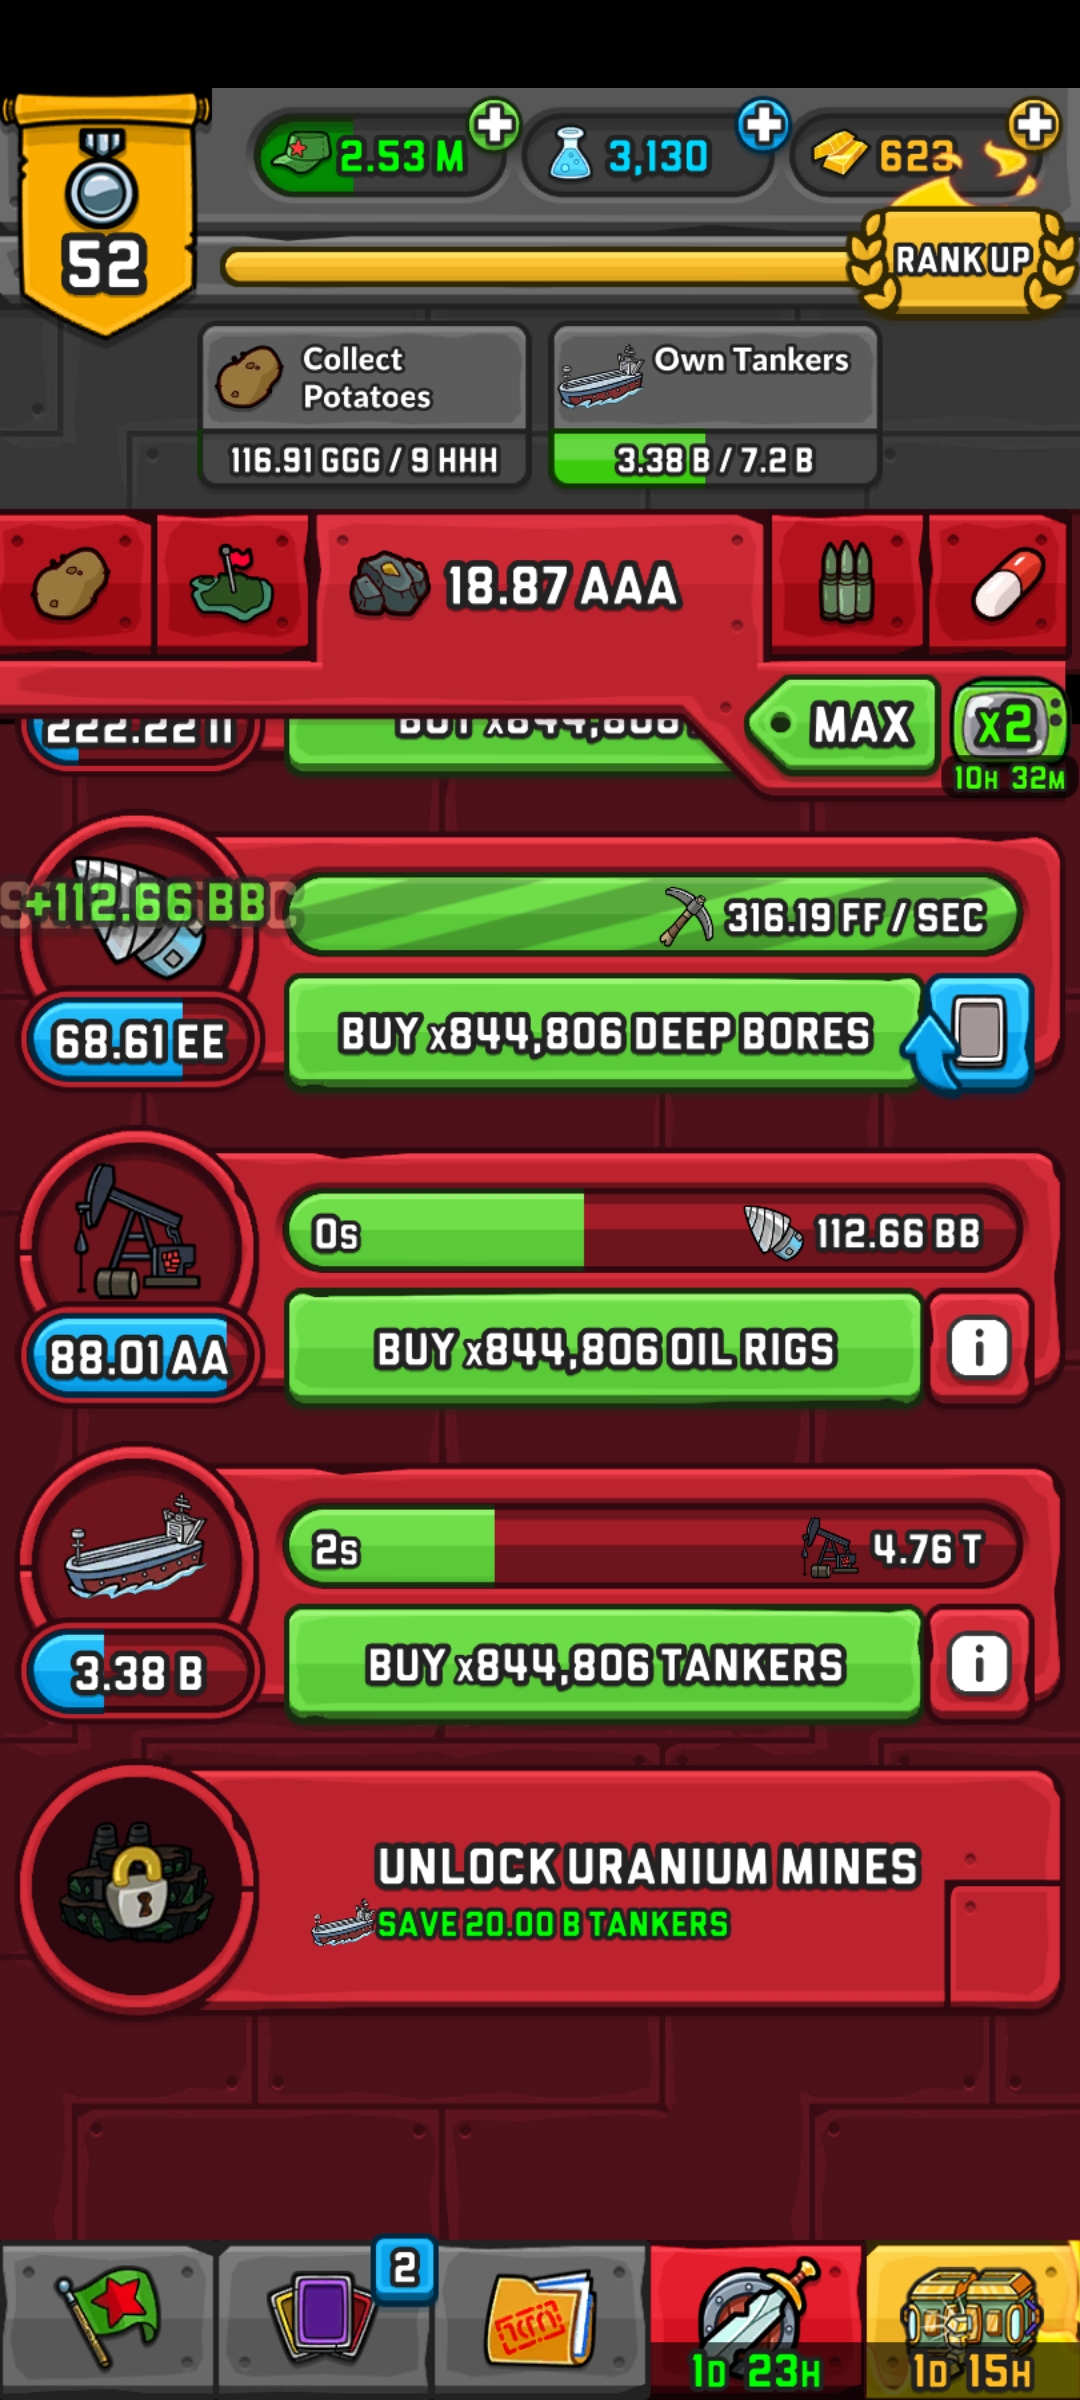 2.53 M
3,130
623
52
RANK UP
Collect
Potatoes
Own Tankers
116.91 GGG / 9 HHH
3.38 B / 7.2 B
18.87 AAA
MAX
x2
10H 32M
222.22 II
BUY x844,806
+112.66 BB
316.19 FF / SEC
68.61 EE
BUY x844,806 DEEP BORES
0s
112.66 BB
88.01 AA
BUY x844,806 OIL RIGS
i
2s
4.76 T
3.38 B
BUY x844,806 TANKERS
i
UNLOCK URANIUM MINES
SAVE 20.00 B TANKERS
2
1D 23H
1D 15H